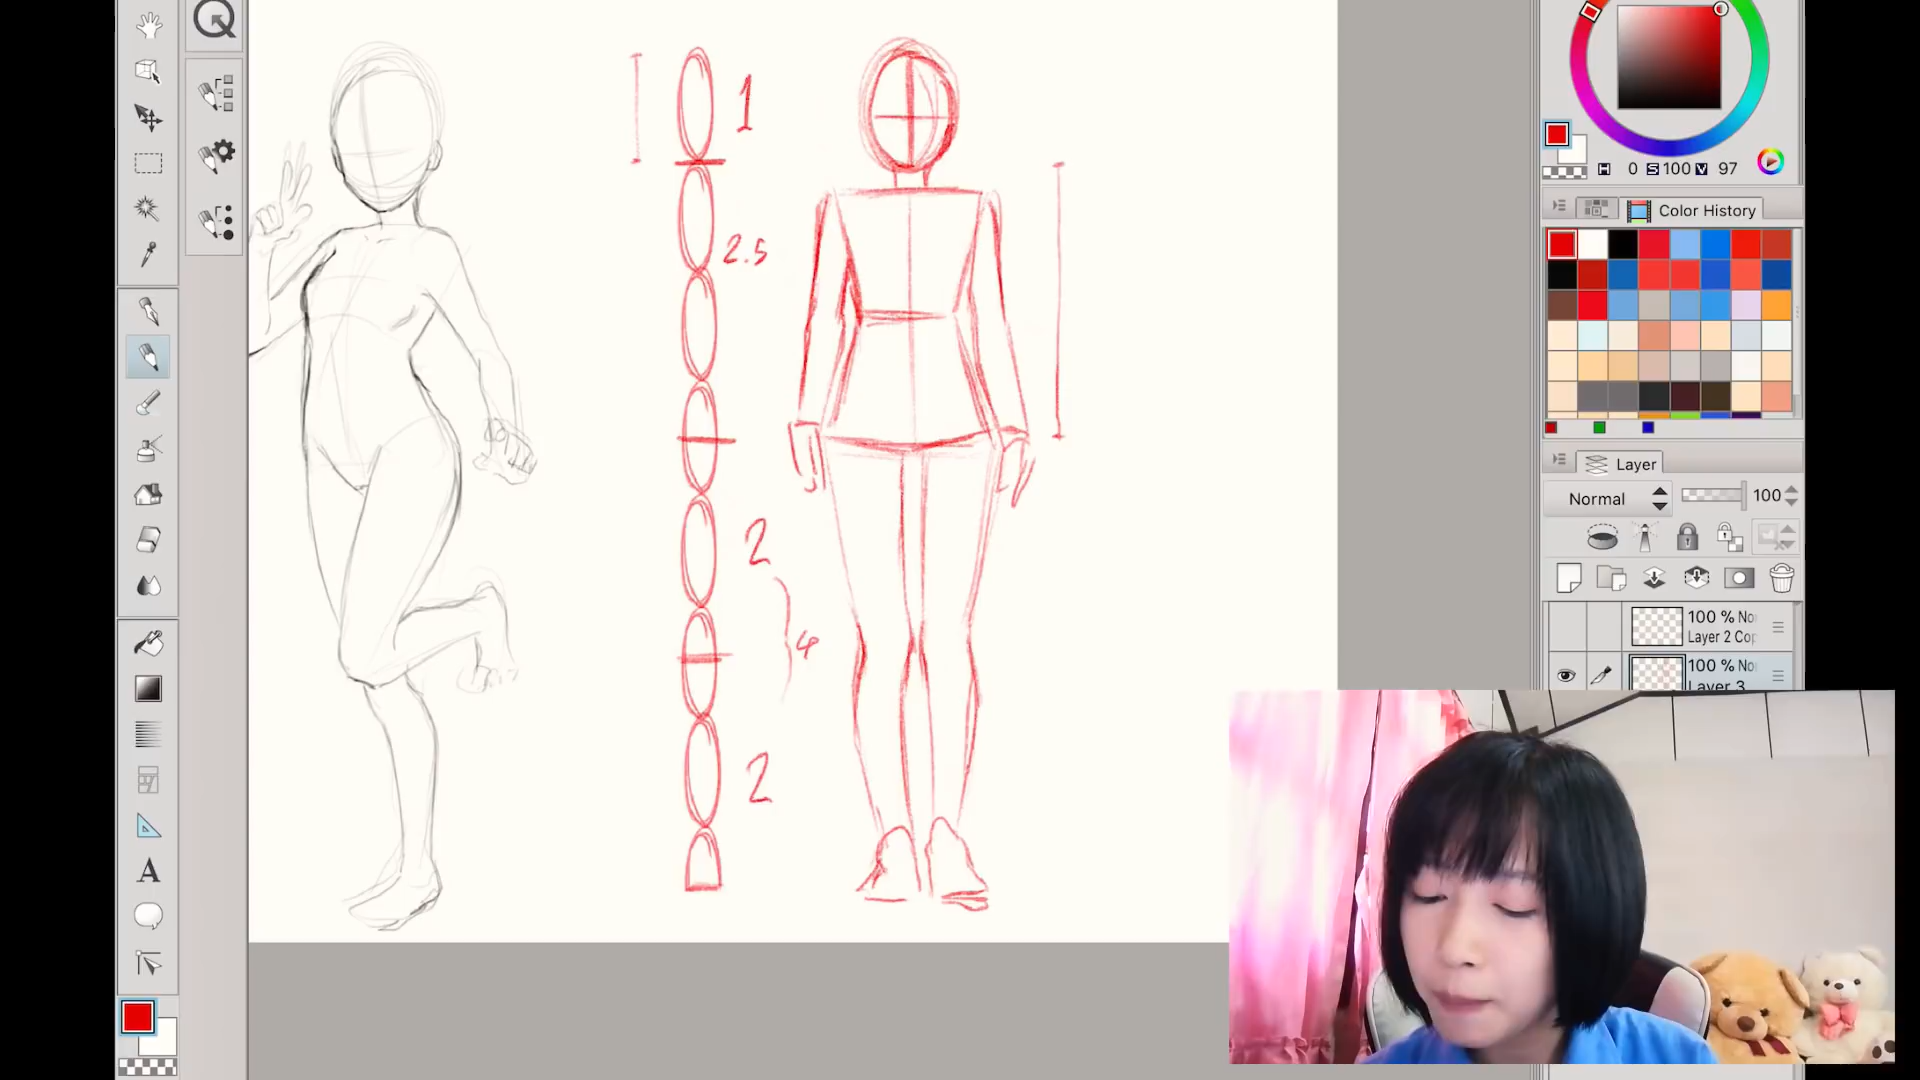 1
2.5
2
4
2
H 0 S 100 V 97
Color History
Layer
Normal
100
100 % No
Layer 2 Cop
100 % No
Layer 3
A